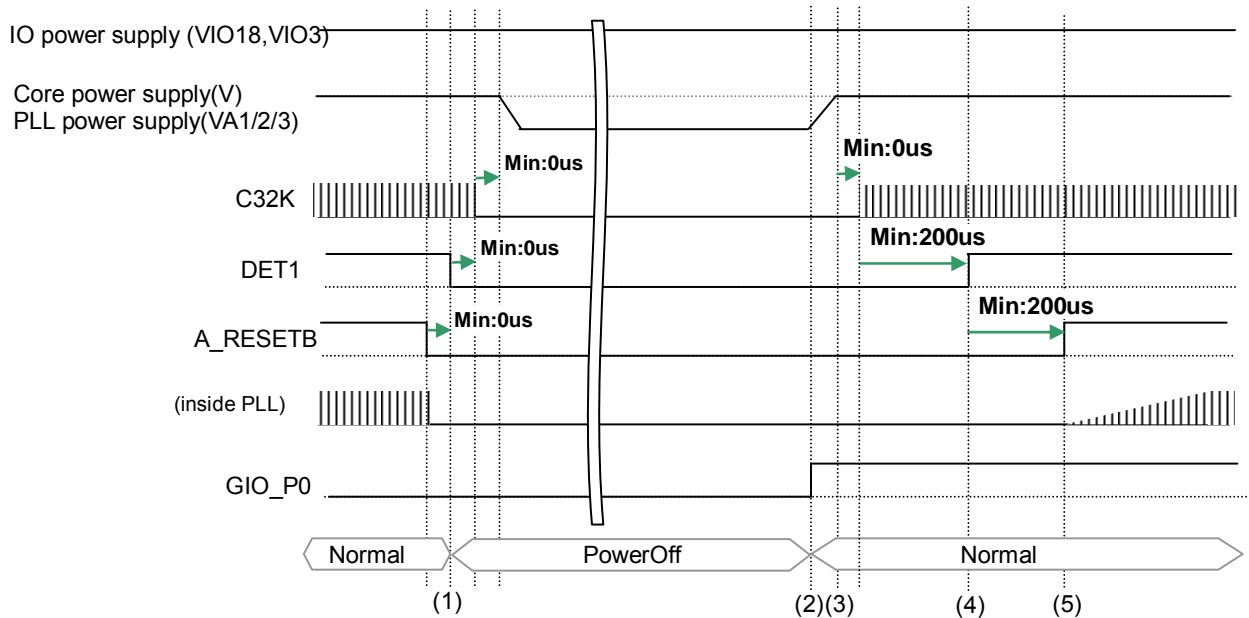 IO power supply (VIO18,VIO3)
Core power supply(V)
PLL power supply(VA1/2/3)
Min:0us
Min:0us
C32K
Min:0us
Min:200us
DET1
Min:0us
Min:200us
A_RESETB
(inside PLL)
GIO_P0
Normal
PowerOff
Normal
(1)
(2)(3)
(4)
(5)